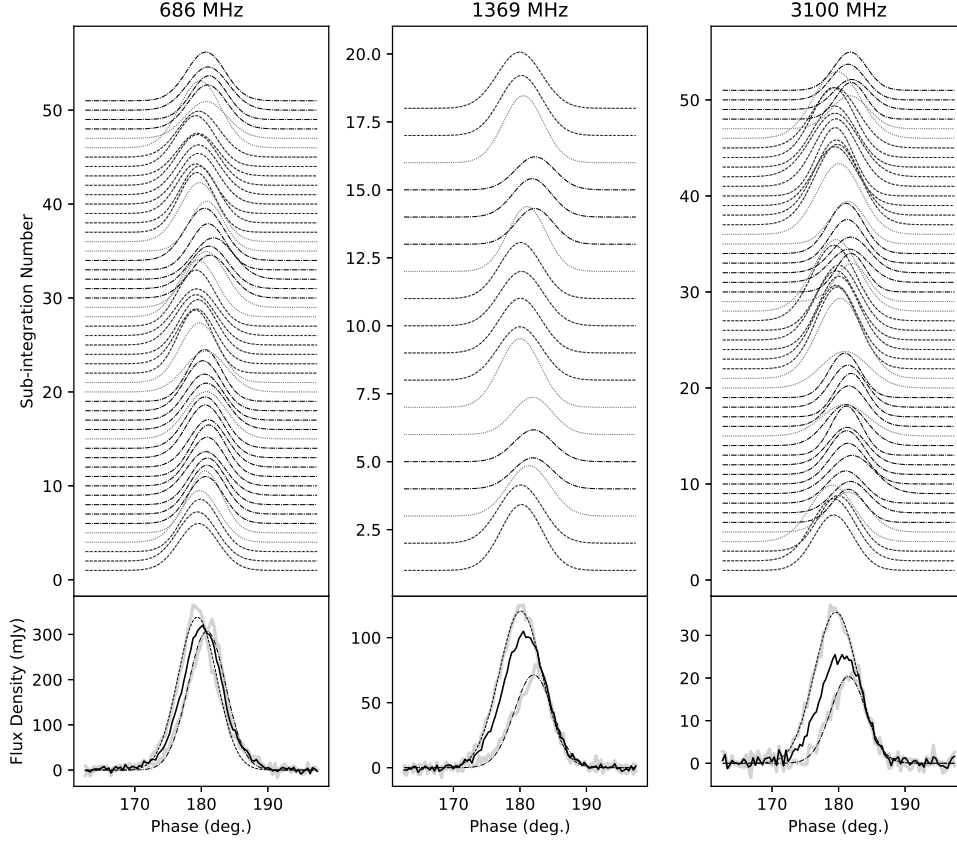 686 MHz
1369 MHz
3100 MHz
Sub-integration Number
50
40
30
20
10
0
20.0
17.5
15.0
12.5
10.0
7.5
5.0
2.5
50
40
30
20
10
0
Flux Density (mJy)
300
200
100
0
100
50
0
30
20
10
0
170 180 190
170 180 190
170 180 190
Phase (deg.)
Phase (deg.)
Phase (deg.)